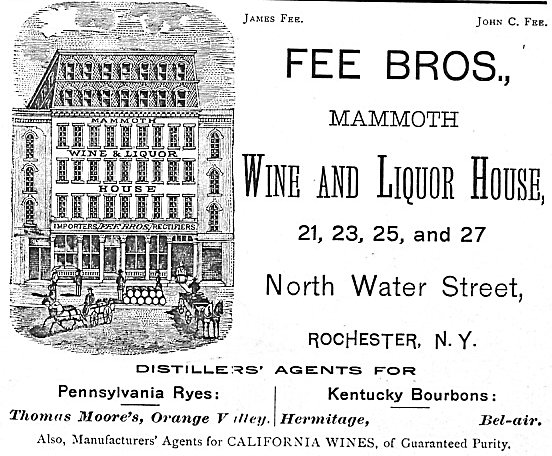 JAMES FEE. JOHN C. FEE.
FEE BROS.,
MAMMOTH
WINE AND LIQUOR HOUSE,
21, 23, 25, and 27
North Water Street,
ROCHESTER, N. Y.
MAMMOTH
WINE & LIQUOR
HOUSE
IMPORTERS, FEE BROS, RECTIFIERS
DISTILLERS' AGENTS FOR
Pennsylvania Ryes: Kentucky Bourbons:
Thomas Moore's, Orange Valley. Hermitage, Bel-air.
Also, Manufacturers' Agents for CALIFORNIA WINES, of Guaranteed Purity.